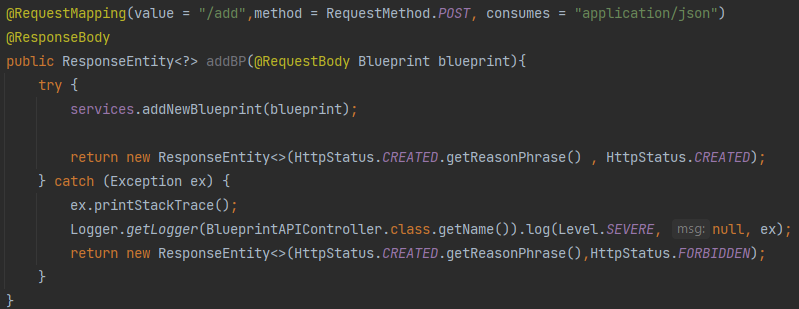 @RequestMapping(value = "/add",method = RequestMethod.POST, consumes = "application/json")
@ResponseBody
public ResponseEntity<?> addBP(@RequestBody Blueprint blueprint){
    try {
        services.addNewBlueprint(blueprint);
        return new ResponseEntity<>(HttpStatus.CREATED.getReasonPhrase() , HttpStatus.CREATED);
    } catch (Exception ex) {
        ex.printStackTrace();
        Logger.getLogger(BlueprintAPIController.class.getName()).log(Level.SEVERE, msg: null, ex);
        return new ResponseEntity<>(HttpStatus.CREATED.getReasonPhrase(),HttpStatus.FORBIDDEN);
    }
}